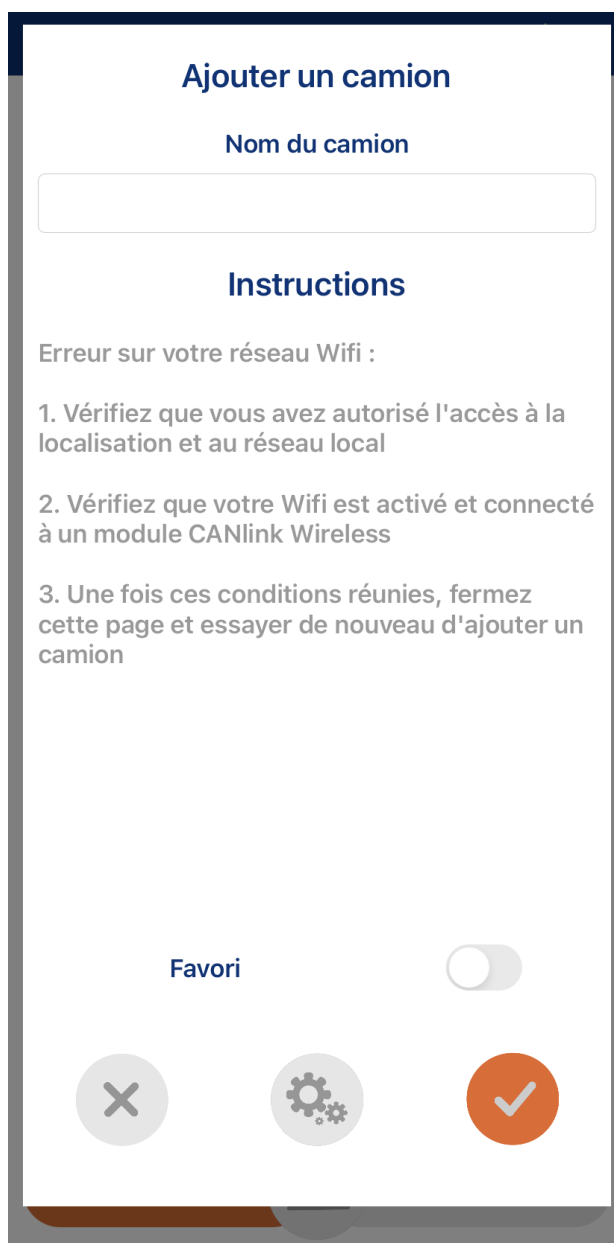 Ajouter un camion
Nom du camion
Instructions
Erreur sur votre réseau Wifi :
1. Vérifiez que vous avez autorisé l'accès à la
localisation et au réseau local
2. Vérifiez que votre Wifi est activé et connecté
à un module CANlink Wireless
3. Une fois ces conditions réunies, fermez
cette page et essayer de nouveau d'ajouter un
camion
Favori